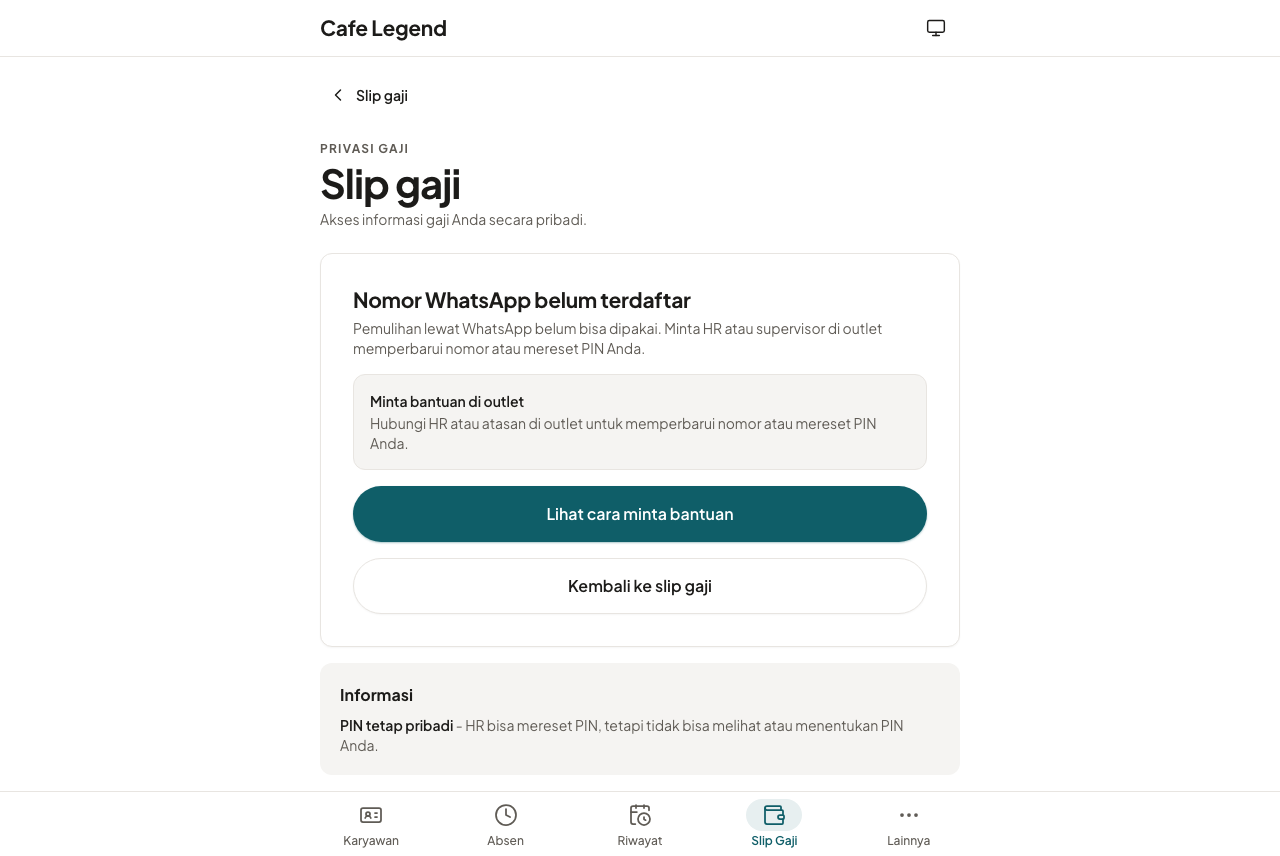 Cafe Legend
Slip gaji
PRIVASI GAJI
Slip gaji
Akses informasi gaji Anda secara pribadi.
Nomor WhatsApp belum terdaftar
Pemulihan lewat WhatsApp belum bisa dipakai. Minta HR atau supervisor di outlet
memperbarui nomor atau mereset PIN Anda.
Minta bantuan di outlet
Hubungi HR atau atasan di outlet untuk memperbarui nomor atau mereset PIN
Anda.
Lihat cara minta bantuan
Kembali ke slip gaji
Informasi
PIN tetap pribadi - HR bisa mereset PIN, tetapi tidak bisa melihat atau menentukan PIN
Anda.
Karyawan
Absen
Riwayat
Slip Gaji
Lainnya